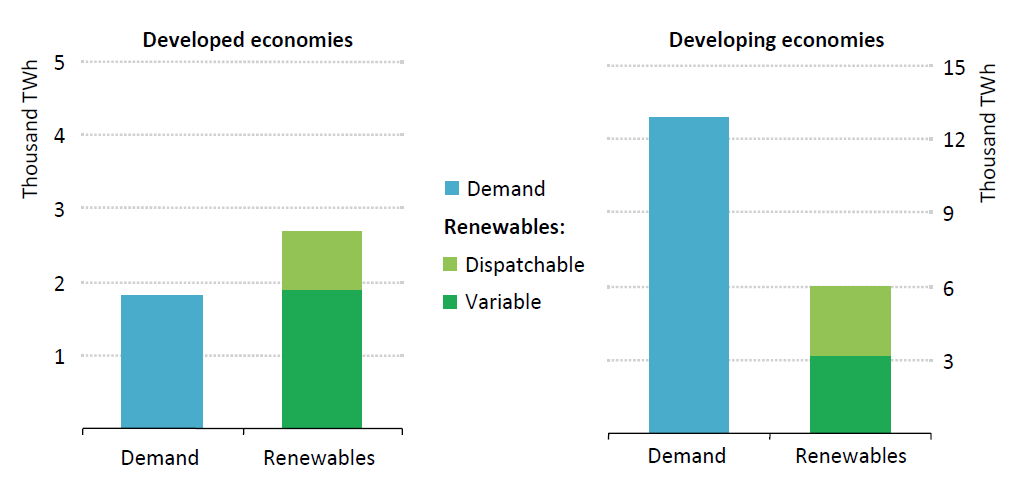 Developed economies
Thousand TWh
5
4
3
2
1
Demand
Renewables
Demand
Renewables:
Dispatchable
Variable
Developing economies
Thousand TWh
15
12
9
6
3
Demand
Renewables